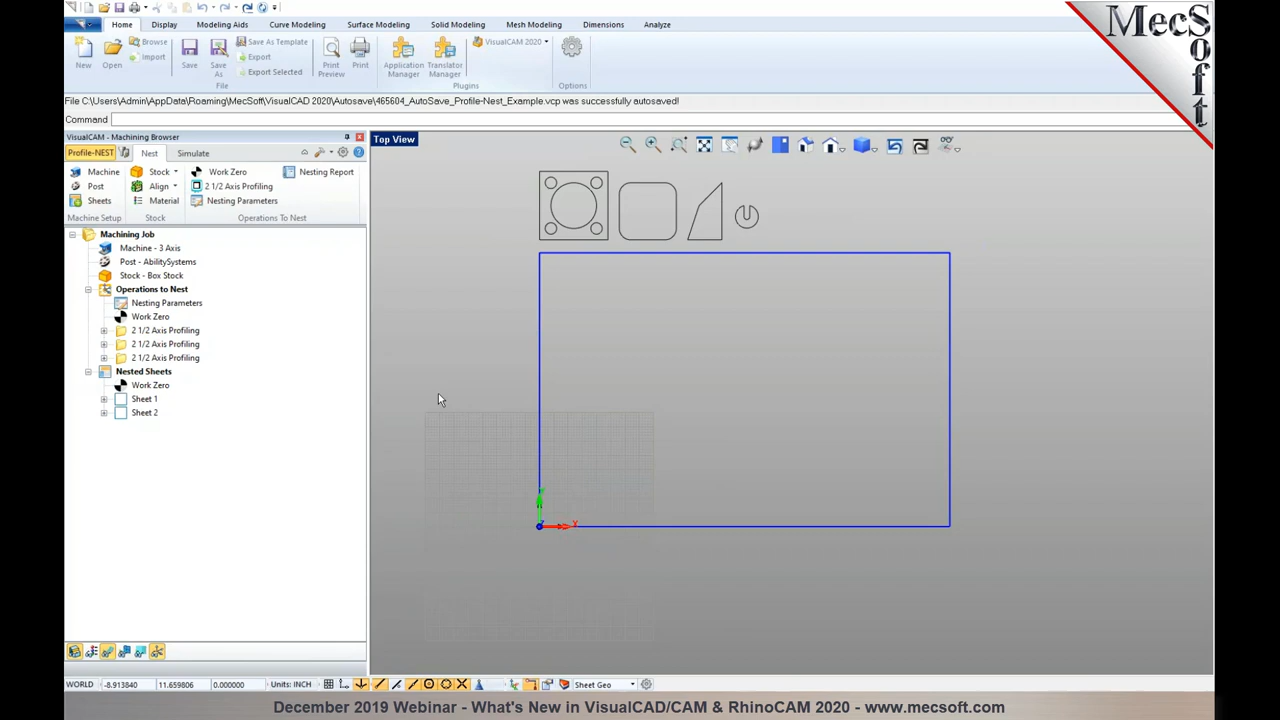 MecSoft
Home Display Modeling Aids Curve Modeling Surface Modeling Solid Modeling Mesh Modeling Dimensions Analyze
New Open Browse Import Save Save As Save As Template Export Export Selected Print Preview Print Application Manager Translator Manager VisualCAM 2020 Options
File Plugins
File C:\Users\Admin\AppData\Roaming\MecSoft\VisualCAD 2020\Autosave\465604_AutoSave_Profile-Nest_Example.vcp was successfully autosaved!
Command
VisualCAM - Machining Browser
Top View
Profile-NEST Nest Simulate
Machine Stock Work Zero Nesting Report
Post Align 2 1/2 Axis Profiling
Sheets Material Nesting Parameters
Machine Setup Stock Operations To Nest
Machining Job
Machine - 3 Axis
Post - AbilitySystems
Stock - Box Stock
Operations to Nest
Nesting Parameters
Work Zero
2 1/2 Axis Profiling
2 1/2 Axis Profiling
2 1/2 Axis Profiling
Nested Sheets
Work Zero
Sheet 1
Sheet 2
X
WORLD -8.913840 11.659806 0.000000 Units: INCH Sheet Geo
December 2019 Webinar - What's New in VisualCAD/CAM & RhinoCAM 2020 - www.mecsoft.com